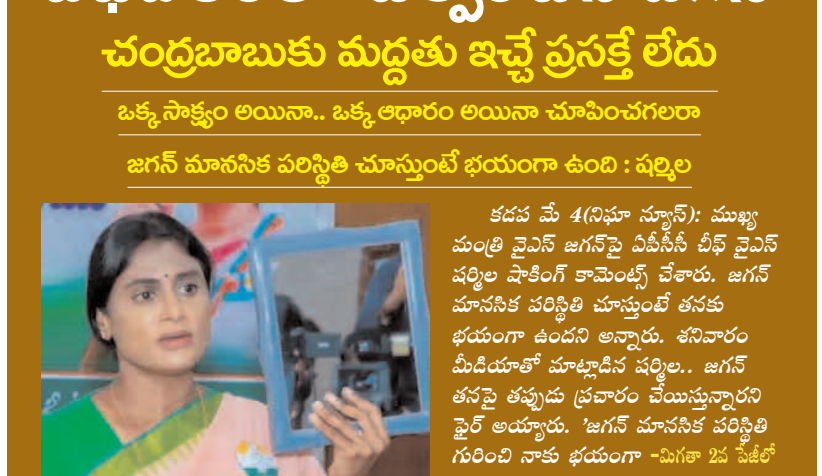 చంద్రబాబుకు మద్దతు ఇచ్చే ప్రసక్తే లేదు
ఒక్క సాక్ష్యం అయినా.. ఒక్క ఆధారం అయినా చూపించగలరా
జగన్ మానసిక పరిస్థితి చూస్తుంటే భయంగా ఉంది : షర్మిల
కడప మే 4(నిఘా న్యూస్): ముఖ్య
మంత్రి వైఎస్ జగన్‌పై ఏపీసీసీ చీఫ్ వైఎస్
షర్మిల షాకింగ్ కామెంట్స్ చేశారు. జగన్
మానసిక పరిస్థితి చూస్తుంటే తనకు
భయంగా ఉందని అన్నారు. శనివారం
మీడియాతో మాట్లాడిన షర్మిల.. జగన్
తనపై తప్పుడు ప్రచారం చేయిస్తున్నారని
ఫైర్ అయ్యారు. 'జగన్ మానసిక పరిస్థితి
గురించి నాకు భయంగా -మిగతా 2వ పేజీలో